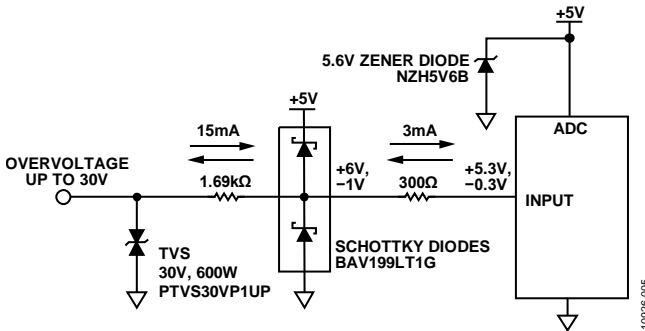 +5V
5.6V ZENER DIODE
NZH5V6B
+5V
15mA
3mA
ADC
OVERVOLTAGE
UP TO 30V
1.69kΩ
+6V,
−1V
300Ω
+5.3V,
−0.3V
INPUT
TVS
30V, 600W
PTVS30VP1UP
SCHOTTKY DIODES
BAV199LT1G